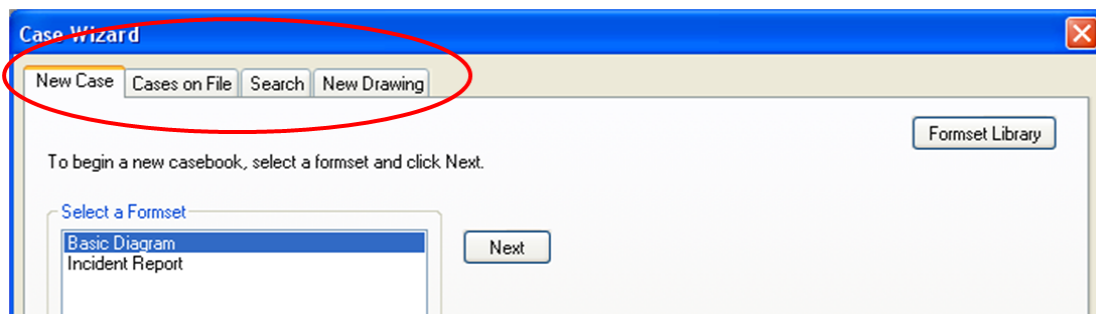 Case Wizard
New Case Cases on File Search New Drawing
Formset Library
To begin a new casebook, select a formset and click Next.
Select a Formset
Basic Diagram
Next
Incident Report